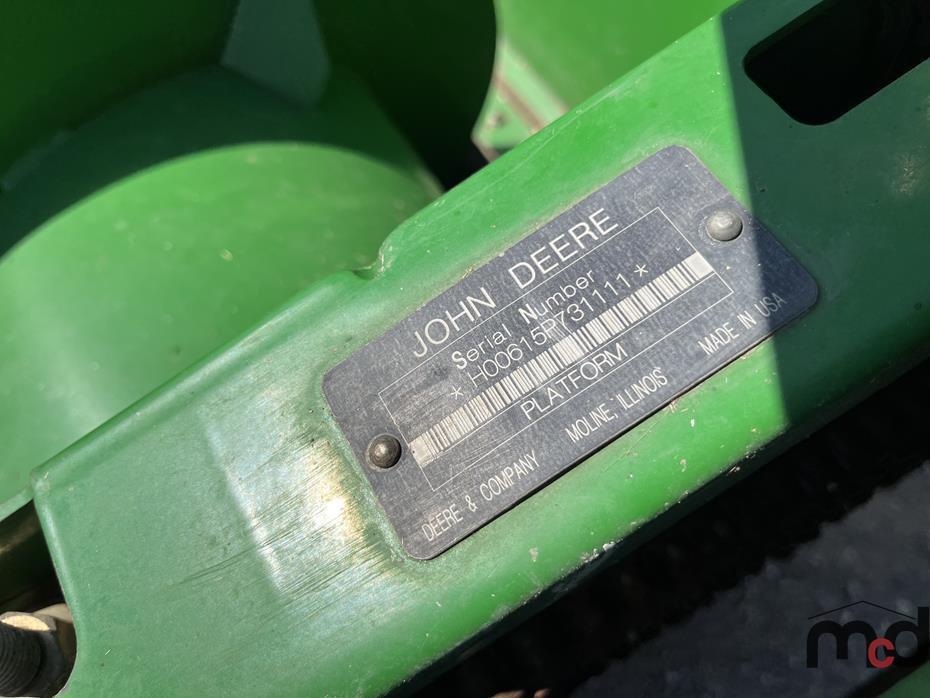 JOHN DEERE
Serial Number
* H00615P731111 *
PLATFORM
DEERE & COMPANY MOLINE, ILLINOIS MADE IN USA
mcd